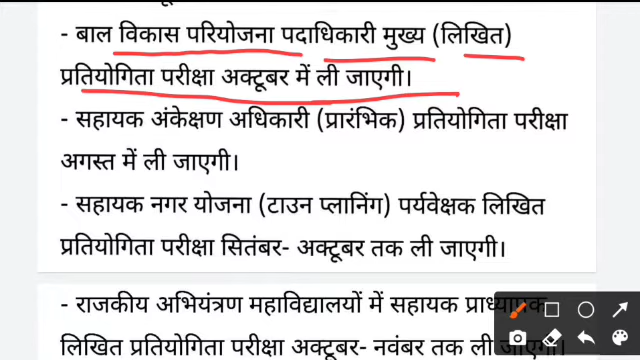 - बाल विकास परियोजना पदाधिकारी मुख्य (लिखित)
प्रतियोगिता परीक्षा अक्टूबर में ली जाएगी।
- सहायक अंकेक्षण अधिकारी (प्रारंभिक) प्रतियोगिता परीक्षा
अगस्त में ली जाएगी।
- सहायक नगर योजना (टाउन प्लानिंग) पर्यवेक्षक लिखित
प्रतियोगिता परीक्षा सितंबर- अक्टूबर तक ली जाएगी।
- राजकीय अभियंत्रण महाविद्यालयों में सहायक प्राध्यापक
लिखित प्रतियोगिता परीक्षा अक्टूबर- नवंबर तक ली जाएगी।